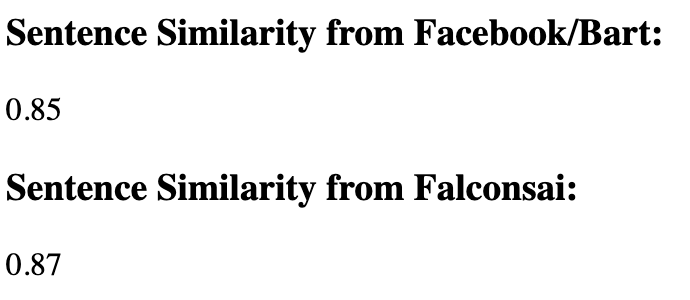 Sentence Similarity from Facebook/Bart:
0.85
Sentence Similarity from Falconsai:
0.87